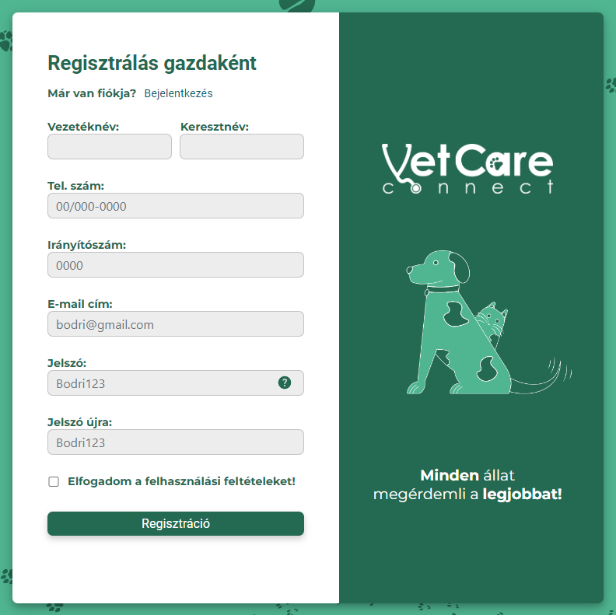 Regisztrálás gazdaként
Már van fiókja? Bejelentkezés
Vezetéknév: Keresztnév:
Tel. szám:
00/000-0000
Irányítószám:
0000
E-mail cím:
bodri@gmail.com
Jelszó:
Bodri123 ?
Jelszó újra:
Bodri123
Elfogadom a felhasználási feltételeket!
Regisztráció
VetCare
connect
Minden állat
megérdemli a legjobbat!